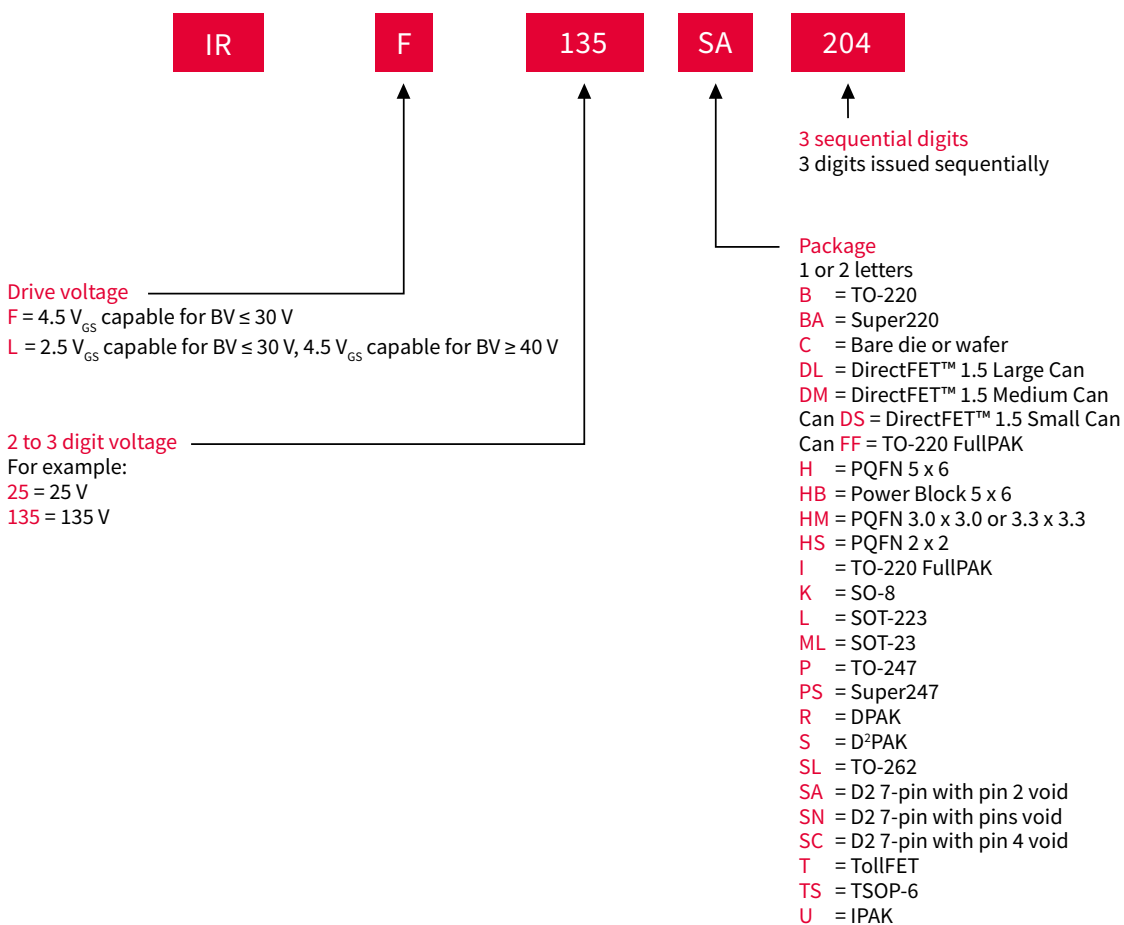 IR F 135 SA 204
3 sequential digits
3 digits issued sequentially
Package
1 or 2 letters
B = TO-220
BA = Super220
C = Bare die or wafer
DL = DirectFET™ 1.5 Large Can
DM = DirectFET™ 1.5 Medium Can
Can DS = DirectFET™ 1.5 Small Can
Can FF = TO-220 FullPAK
H = PQFN 5 x 6
HB = Power Block 5 x 6
HM = PQFN 3.0 x 3.0 or 3.3 x 3.3
HS = PQFN 2 x 2
I = TO-220 FullPAK
K = SO-8
L = SOT-223
ML = SOT-23
P = TO-247
PS = Super247
R = DPAK
S = D²PAK
SL = TO-262
SA = D2 7-pin with pin 2 void
SN = D2 7-pin with pins void
SC = D2 7-pin with pin 4 void
T = TollFET
TS = TSOP-6
U = IPAK
Drive voltage
F = 4.5 VGS capable for BV ≤ 30 V
L = 2.5 VGS capable for BV ≤ 30 V, 4.5 VGS capable for BV ≥ 40 V
2 to 3 digit voltage
For example:
25 = 25 V
135 = 135 V